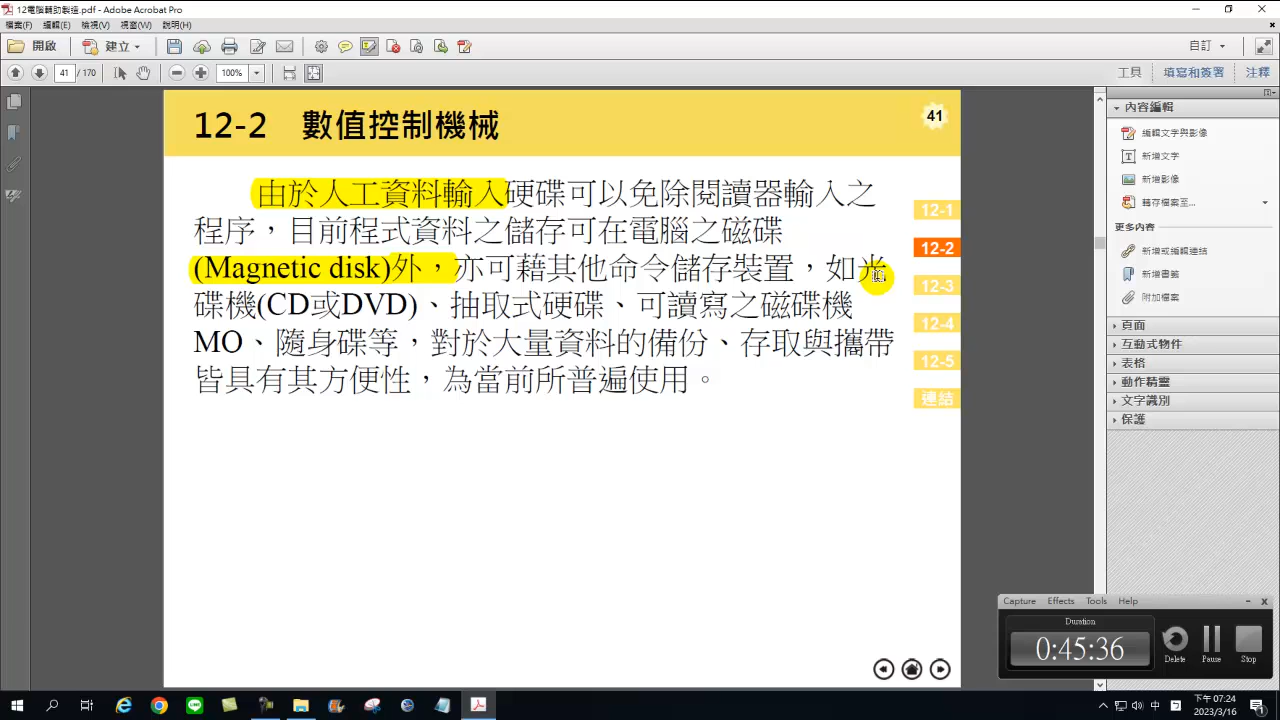 12電腦輔助製造.pdf - Adobe Acrobat Pro
檔案(F) 編輯(E) 檢視(V) 視窗(W) 說明(H)
開啟 建立 自訂
41 / 170 100% 工具 填寫和簽署 注釋
12-2 數值控制機械
41
由於人工資料輸入硬碟可以免除閱讀器輸入之
程序，目前程式資料之儲存可在電腦之磁碟
(Magnetic disk)外，亦可藉其他命令儲存裝置，如光
碟機(CD或DVD)、抽取式硬碟、可讀寫之磁碟機
MO、隨身碟等，對於大量資料的備份、存取與攜帶
皆具有其方便性，為當前所普遍使用。
12-1
12-2
12-3
12-4
12-5
連結
內容編輯
編輯文字與影像
新增文字
新增影像
轉存檔案至...
更多內容
新增或編輯連結
新增書籤
附加檔案
頁面
互動式物件
表格
動作精靈
文字識別
保護
Capture Effects Tools Help
Duration
0:45:36
Delete Pause Stop
LINE
中
下午 07:24
2023/3/16
1